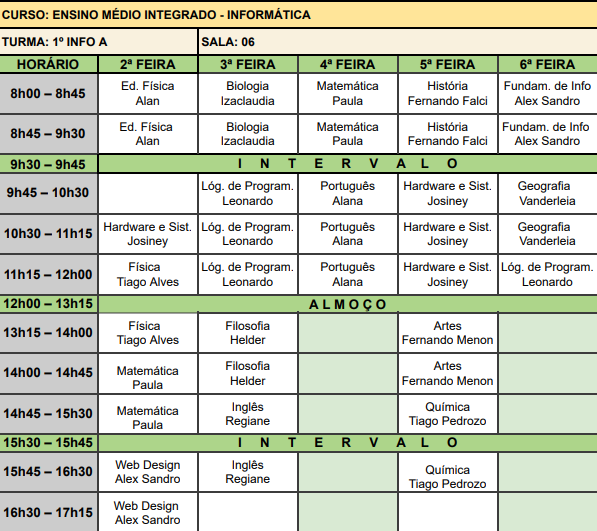 CURSO: ENSINO MÉDIO INTEGRADO - INFORMÁTICA
TURMA: 1º INFO A SALA: 06
HORÁRIO 2ª FEIRA 3ª FEIRA 4ª FEIRA 5ª FEIRA 6ª FEIRA
8h00 – 8h45 Ed. Física Biologia Matemática História Fundam. de Info
Alan Izaclaudia Paula Fernando Falci Alex Sandro
8h45 – 9h30 Ed. Física Biologia Matemática História Fundam. de Info
Alan Izaclaudia Paula Fernando Falci Alex Sandro
9h30 – 9h45 I N T E R V A L O
9h45 – 10h30 Lóg. de Program. Português Hardware e Sist. Geografia
Leonardo Alana Josiney Vanderleia
10h30 – 11h15 Hardware e Sist. Lóg. de Program. Português Hardware e Sist. Geografia
Josiney Leonardo Alana Josiney Vanderleia
11h15 – 12h00 Física Lóg. de Program. Português Hardware e Sist. Lóg. de Program.
Tiago Alves Leonardo Alana Josiney Leonardo
12h00 – 13h15 A L M O Ç O
13h15 – 14h00 Física Filosofia Artes
Tiago Alves Helder Fernando Menon
14h00 – 14h45 Matemática Filosofia Artes
Paula Helder Fernando Menon
14h45 – 15h30 Matemática Inglês Química
Paula Regiane Tiago Pedrozo
15h30 – 15h45 I N T E R V A L O
15h45 – 16h30 Web Design Inglês Química
Alex Sandro Regiane Tiago Pedrozo
16h30 – 17h15 Web Design
Alex Sandro